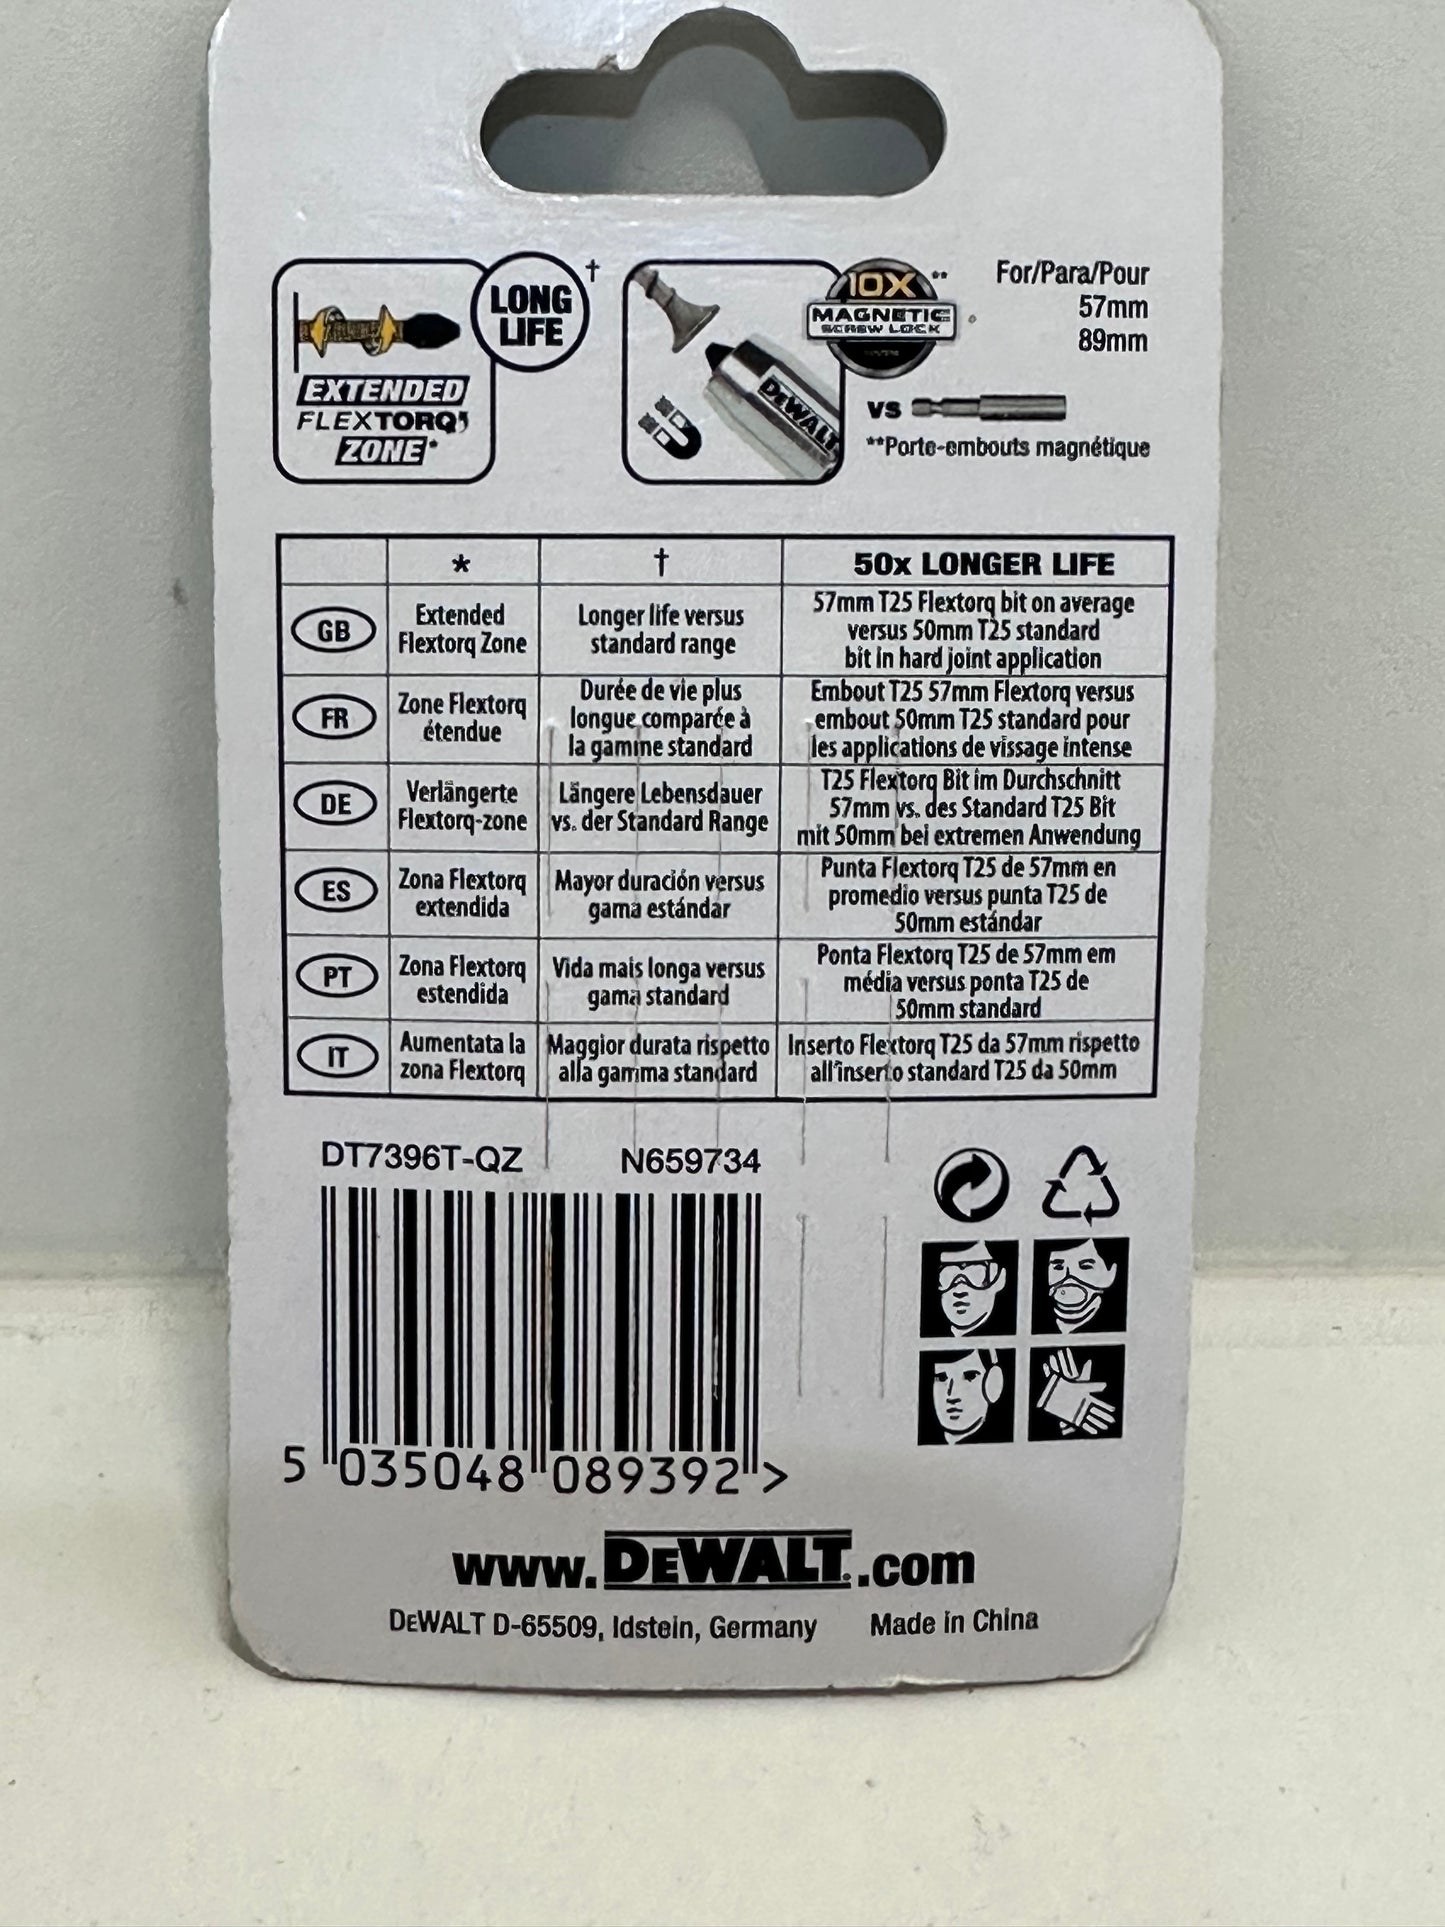 LONG
LIFE
†
EXTENDED
FLEXTORQ
ZONE*
10X
**
MAGNETIC
SCREW LOCK
DEWALT
For/Para/Pour
57mm
89mm
vs
**Porte-embouts magnétique
* † 50x LONGER LIFE
GB
Extended
Flextorq Zone
Longer life versus
standard range
57mm T25 Flextorq bit on average
versus 50mm T25 standard
bit in hard joint application
FR
Zone Flextorq
étendue
Durée de vie plus
longue comparée à
la gamme standard
Embout T25 57mm Flextorq versus
embout 50mm T25 standard pour
les applications de vissage intense
DE
Verlängerte
Flextorq-zone
Längere Lebensdauer
vs. der Standard Range
T25 Flextorq Bit im Durchschnitt
57mm vs. des Standard T25 Bit
mit 50mm bei extremen Anwendung
ES
Zona Flextorq
extendida
Mayor duración versus
gama estándar
Punta Flextorq T25 de 57mm en
promedio versus punta T25 de
50mm estándar
PT
Zona Flextorq
estendida
Vida mais longa versus
gama standard
Ponta Flextorq T25 de 57mm em
média versus ponta T25 de
50mm standard
IT
Aumentata la
zona Flextorq
Maggior durata rispetto
alla gamma standard
Inserto Flextorq T25 da 57mm rispetto
all'inserto standard T25 da 50mm
DT7396T-QZ N659734
5 035048 089392 >
www.DEWALT.com
DEWALT D-65509, Idstein, Germany Made in China